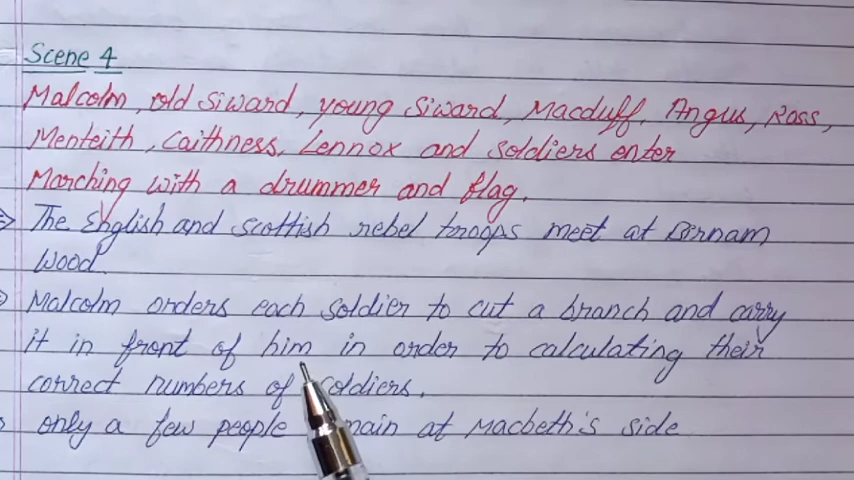 Scene 4
Malcolm, old Siward, young Siward, Macduff, Angus, Ross,
Menteith, Caithness, Lennox and soldiers enter
Marching with a drummer and flag.
The English and Scottish rebel troops meet at Birnam
Wood.
Malcolm orders each soldier to cut a branch and carry
it in front of him in order to calculating their
correct numbers of soldiers.
only a few people main at Macbeth's side